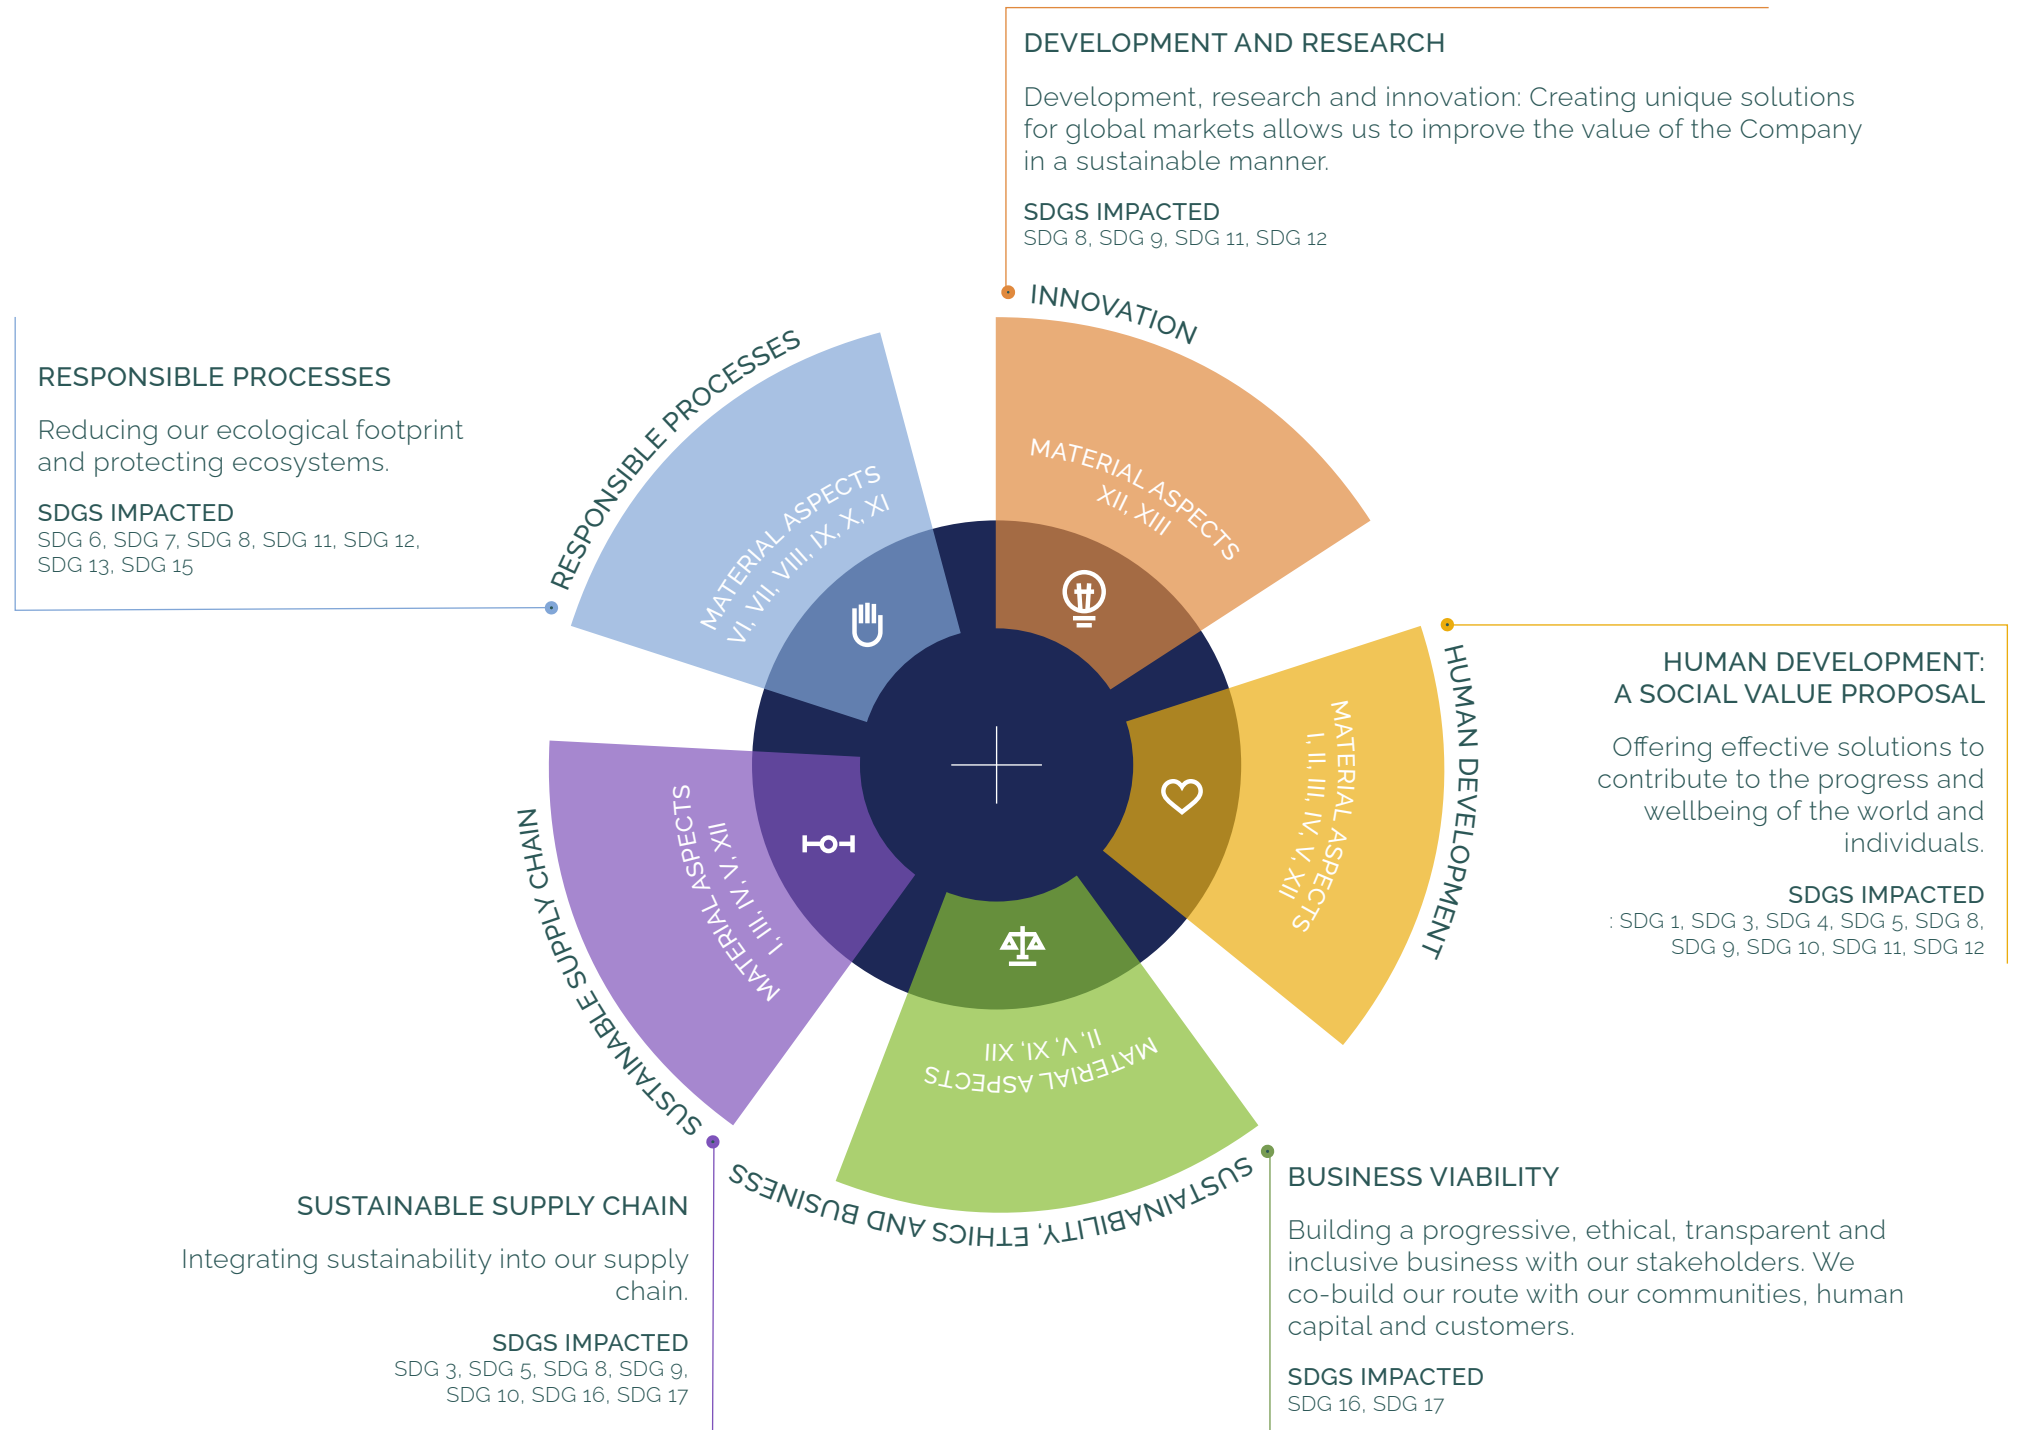 DEVELOPMENT AND RESEARCH
Development, research and innovation: Creating unique solutions
for global markets allows us to improve the value of the Company
in a sustainable manner.
SDGS IMPACTED
SDG 8, SDG 9, SDG 11, SDG 12
INNOVATION
MATERIAL ASPECTS
XII, XIII
RESPONSIBLE PROCESSES
Reducing our ecological footprint
and protecting ecosystems.
SDGS IMPACTED
SDG 6, SDG 7, SDG 8, SDG 11, SDG 12,
SDG 13, SDG 15
RESPONSIBLE PROCESSES
MATERIAL ASPECTS
VI, VII, VIII, IX, X, XI
HUMAN DEVELOPMENT:
A SOCIAL VALUE PROPOSAL
Offering effective solutions to
contribute to the progress and
wellbeing of the world and
individuals.
SDGS IMPACTED
: SDG 1, SDG 3, SDG 4, SDG 5, SDG 8,
SDG 9, SDG 10, SDG 11, SDG 12
HUMAN DEVELOPMENT
MATERIAL ASPECTS
I, II, III, IV, V, XII
SUSTAINABLE SUPPLY CHAIN
MATERIAL ASPECTS
I, III, IV, V, XII
SUSTAINABLE SUPPLY CHAIN
Integrating sustainability into our supply
chain.
SDGS IMPACTED
SDG 3, SDG 5, SDG 8, SDG 9,
SDG 10, SDG 16, SDG 17
SUSTAINABILITY, ETHICS AND BUSINESS
MATERIAL ASPECTS
II, V, XI, XII
BUSINESS VIABILITY
Building a progressive, ethical, transparent and
inclusive business with our stakeholders. We
co-build our route with our communities, human
capital and customers.
SDGS IMPACTED
SDG 16, SDG 17